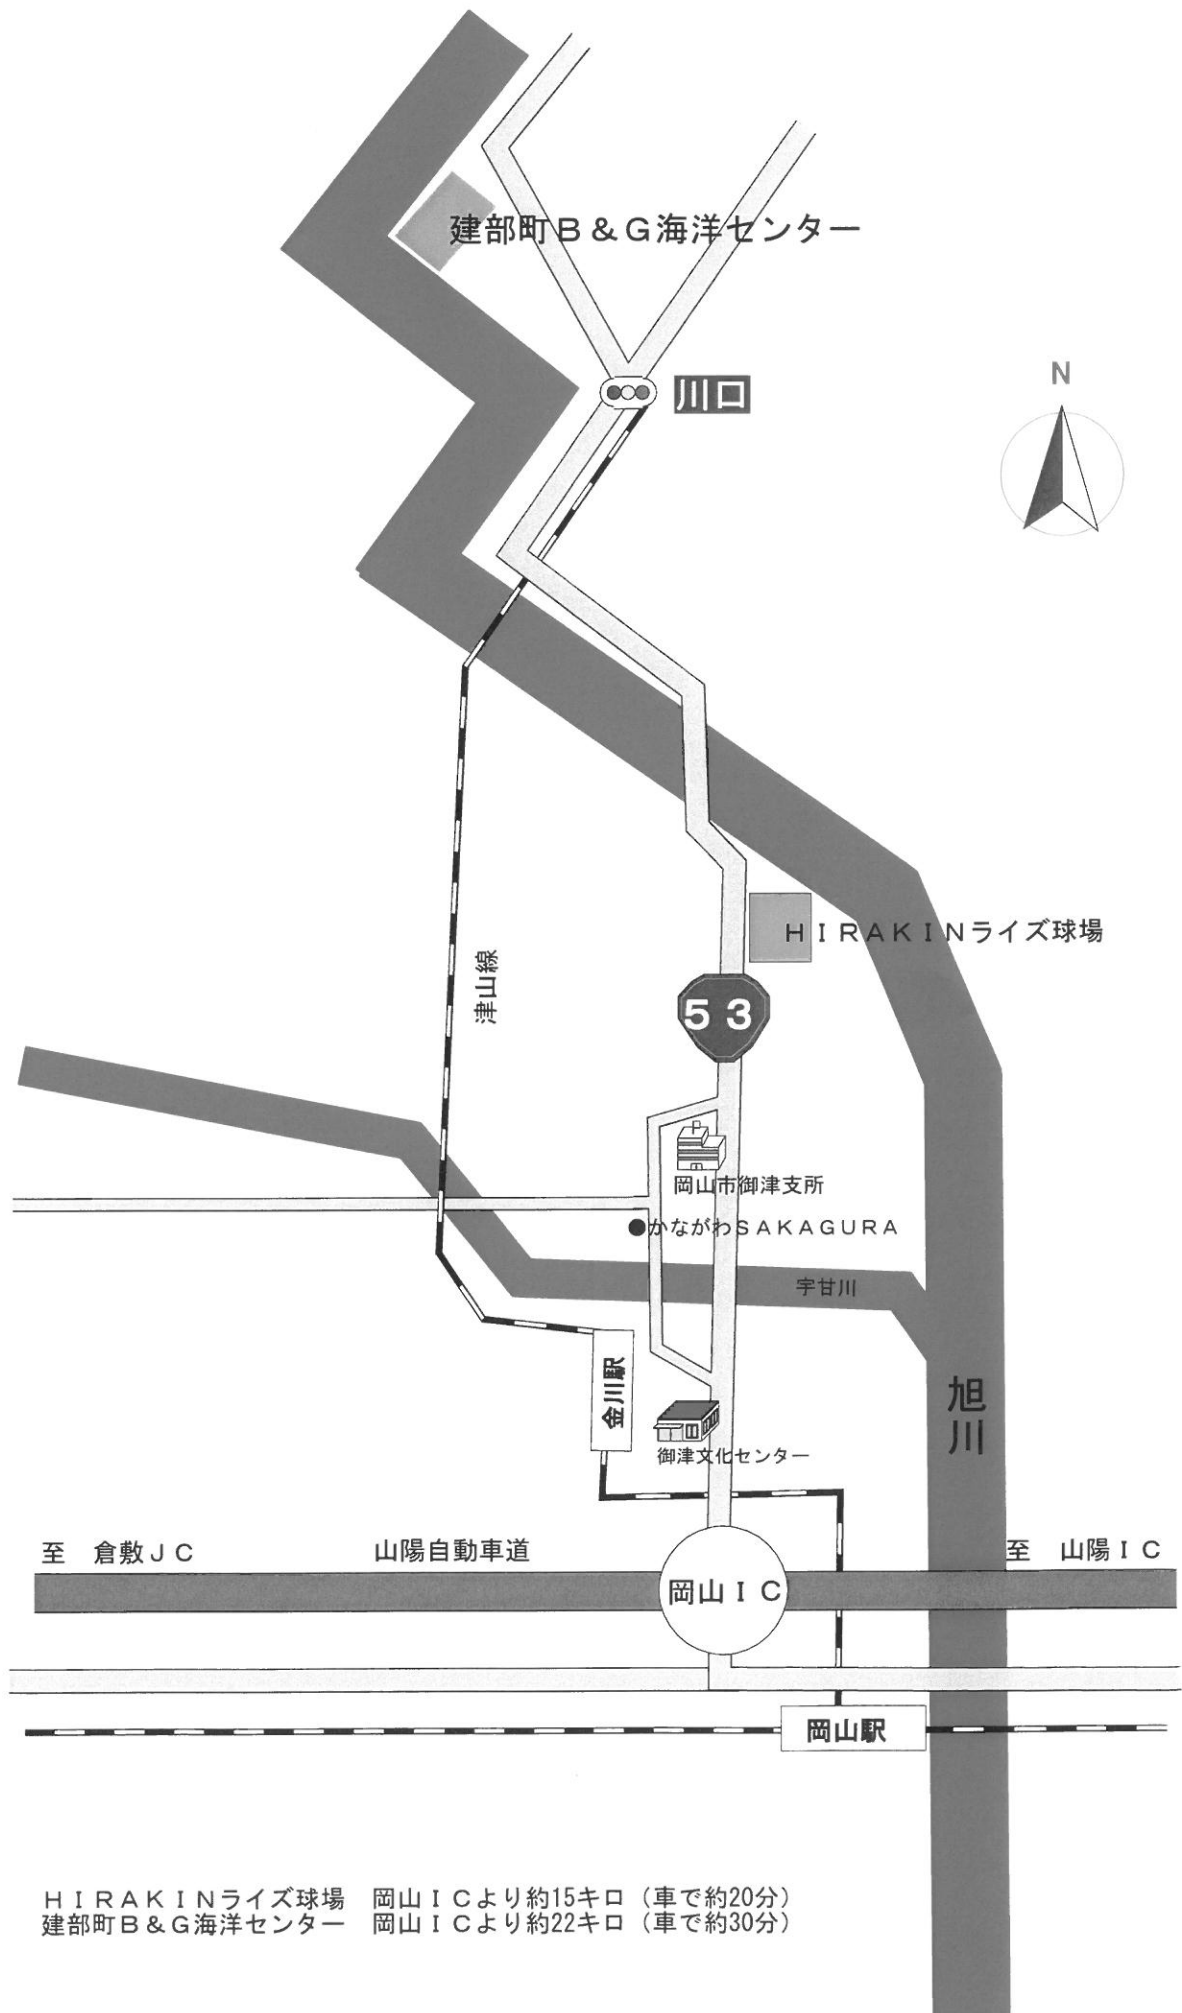 建部町Ｂ＆Ｇ海洋センター
川口
N
ＨＩＲＡＫＩＮライズ球場
津山線
５３
岡山市御津支所
かながわＳＡＫＡＧＵＲＡ
宇甘川
金川駅
旭川
御津文化センター
至　倉敷ＪＣ
山陽自動車道
至　山陽ＩＣ
岡山ＩＣ
岡山駅
ＨＩＲＡＫＩＮライズ球場　岡山ＩＣより約15キロ（車で約20分）
建部町Ｂ＆Ｇ海洋センター　岡山ＩＣより約22キロ（車で約30分）